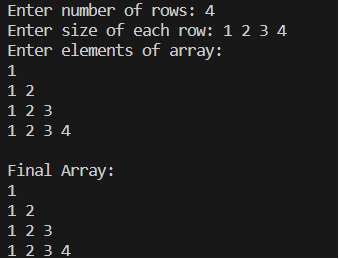 Enter number of rows: 4
Enter size of each row: 1 2 3 4
Enter elements of array:
1
1 2
1 2 3
1 2 3 4
Final Array:
1
1 2
1 2 3
1 2 3 4